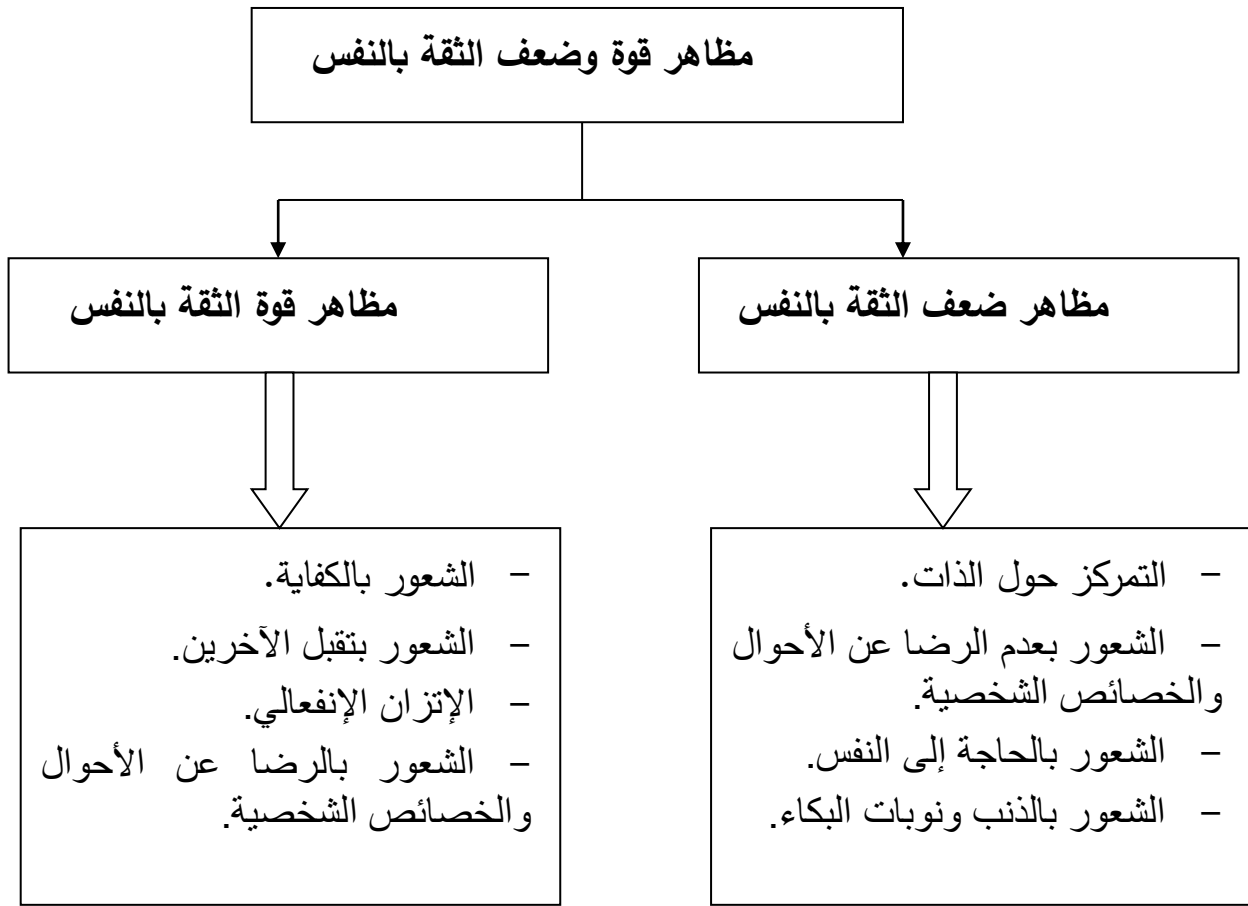 مظاهر قوة وضعف الثقة بالنفس
مظاهر ضعف الثقة بالنفس
مظاهر قوة الثقة بالنفس
- التمركز حول الذات.
- الشعور بعدم الرضا عن الأحوال
والخصائص الشخصية.
- الشعور بالحاجة إلى النفس.
- الشعور بالذنب ونوبات البكاء.
- الشعور بالكفاية.
- الشعور بتقبل الآخرين.
- الإتزان الإنفعالي.
- الشعور بالرضا عن الأحوال
والخصائص الشخصية.